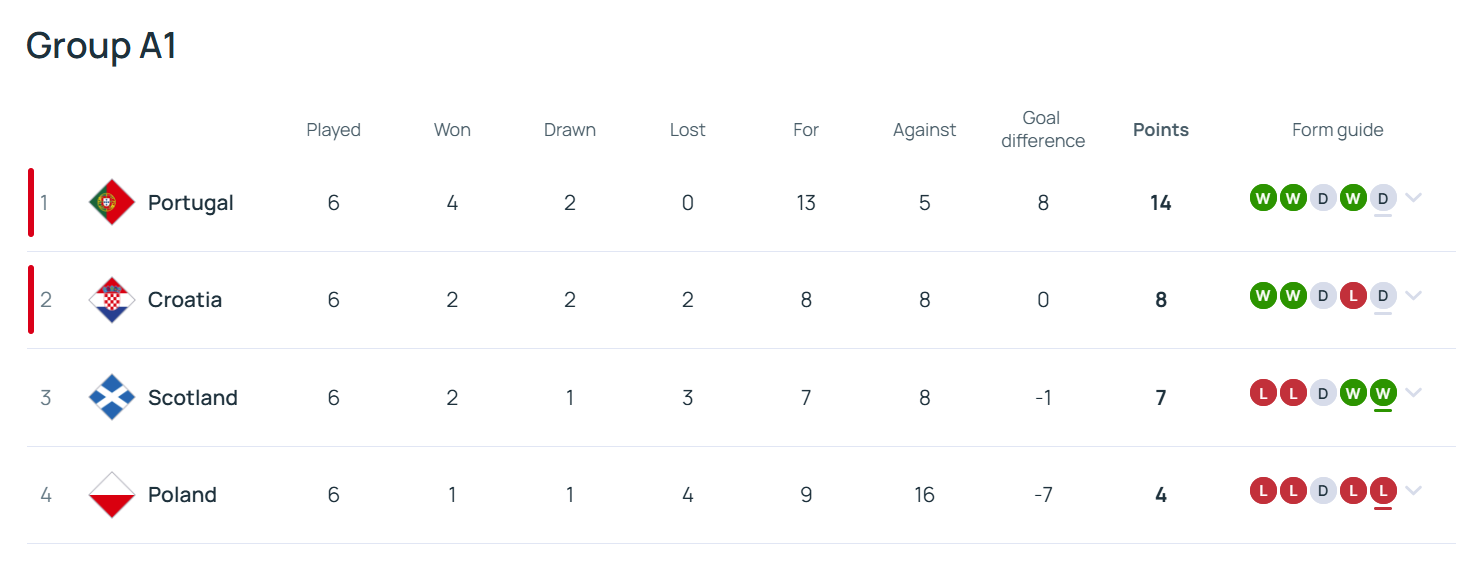 Group A1
Played Won Drawn Lost For Against Goal difference Points Form guide
1 Portugal 6 4 2 0 13 5 8 14 W W D W D
2 Croatia 6 2 2 2 8 8 0 8 W W D L D
3 Scotland 6 2 1 3 7 8 -1 7 L L D W W
4 Poland 6 1 1 4 9 16 -7 4 L L D L L